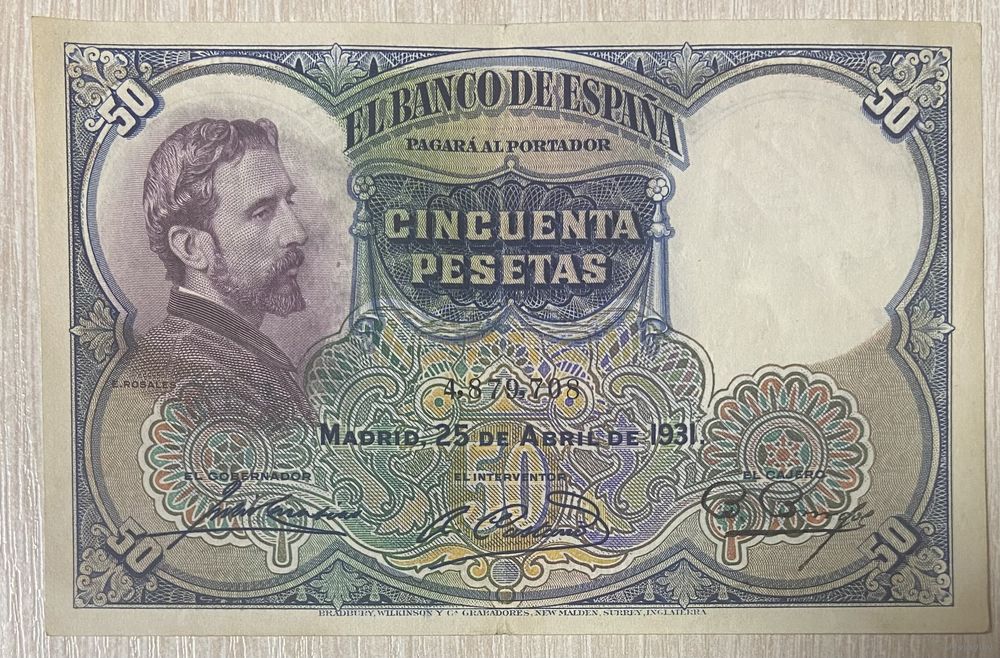 50
50
EL BANCO DE ESPAÑA
PAGARÁ AL PORTADOR
CINCUENTA
PESETAS
E. ROSALES
4,879,708
MADRID, 25 DE ABRIL DE 1931.
EL GOBERNADOR
EL INTERVENTOR
EL CAJERO
50
50
50
BRADBURY, WILKINSON Y Cª GRABADORES, NEW MALDEN, SURREY, INGLATERRA